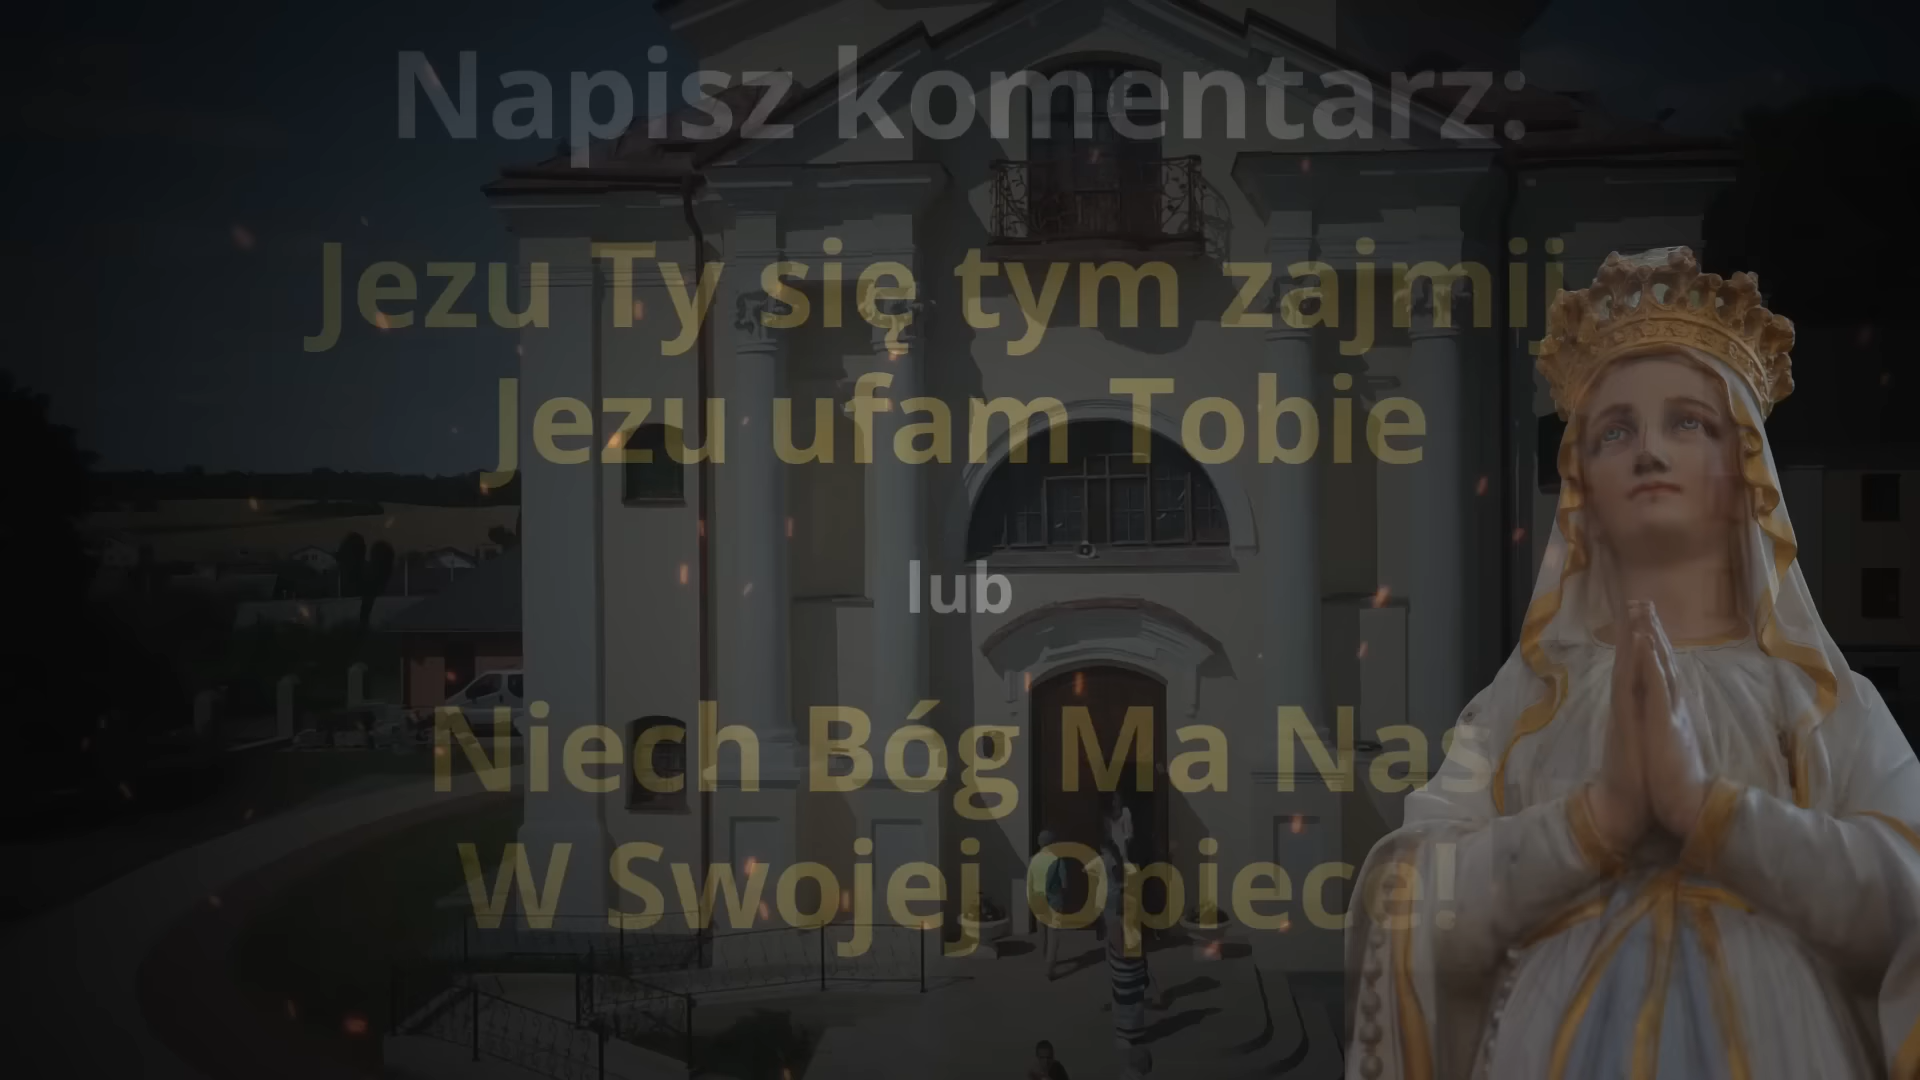 Napisz komentarz:
Jezu Ty się tym zajmij
Jezu ufam Tobie
lub
Niech Bóg Ma Nas
W Swojej Opiece!